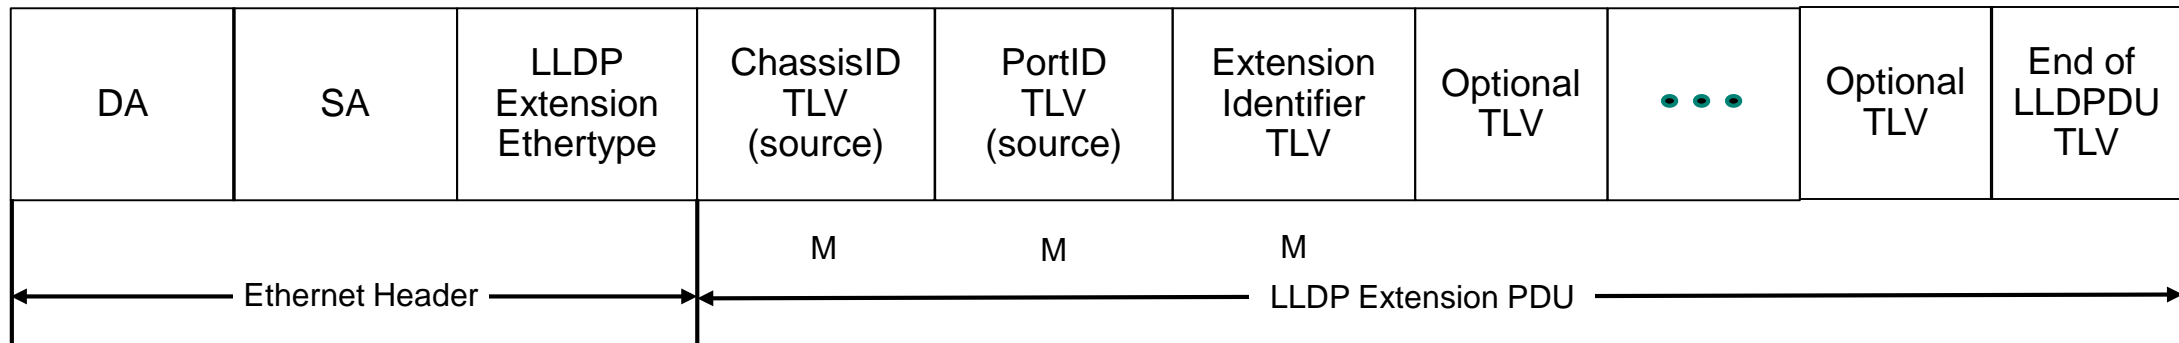 DA
SA
LLDP
Extension
Ethertype
ChassisID
TLV
(source)
PortID
TLV
(source)
Extension
Identifier
TLV
Optional
TLV
Optional
TLV
End of
LLDPDU
TLV
M
M
M
Ethernet Header
LLDP Extension PDU